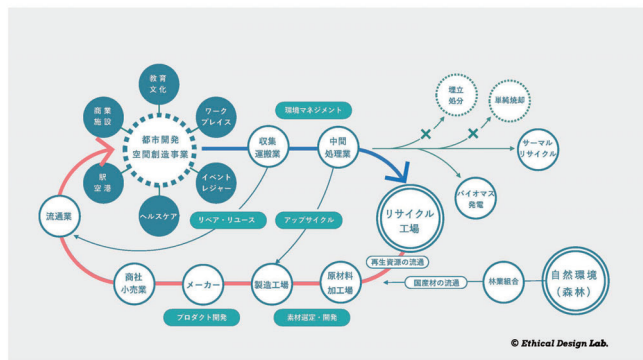 教育
文化
商業
施設
ワーク
プレイス
都市開発
空間創造事業
駅
空港
イベント
レジャー
ヘルスケア
環境マネジメント
収集
運搬業
中間
処理業
埋立
処分
単純焼却
サーマル
リサイクル
バイオマス
発電
リサイクル
工場
流通業
リペア・リユース
アップサイクル
再生資源の流通
商社
小売業
メーカー
製造工場
原材料
加工場
国産材の流通
林業組合
自然環境
(森林)
プロダクト開発
素材選定・開発
© Ethical Design Lab.